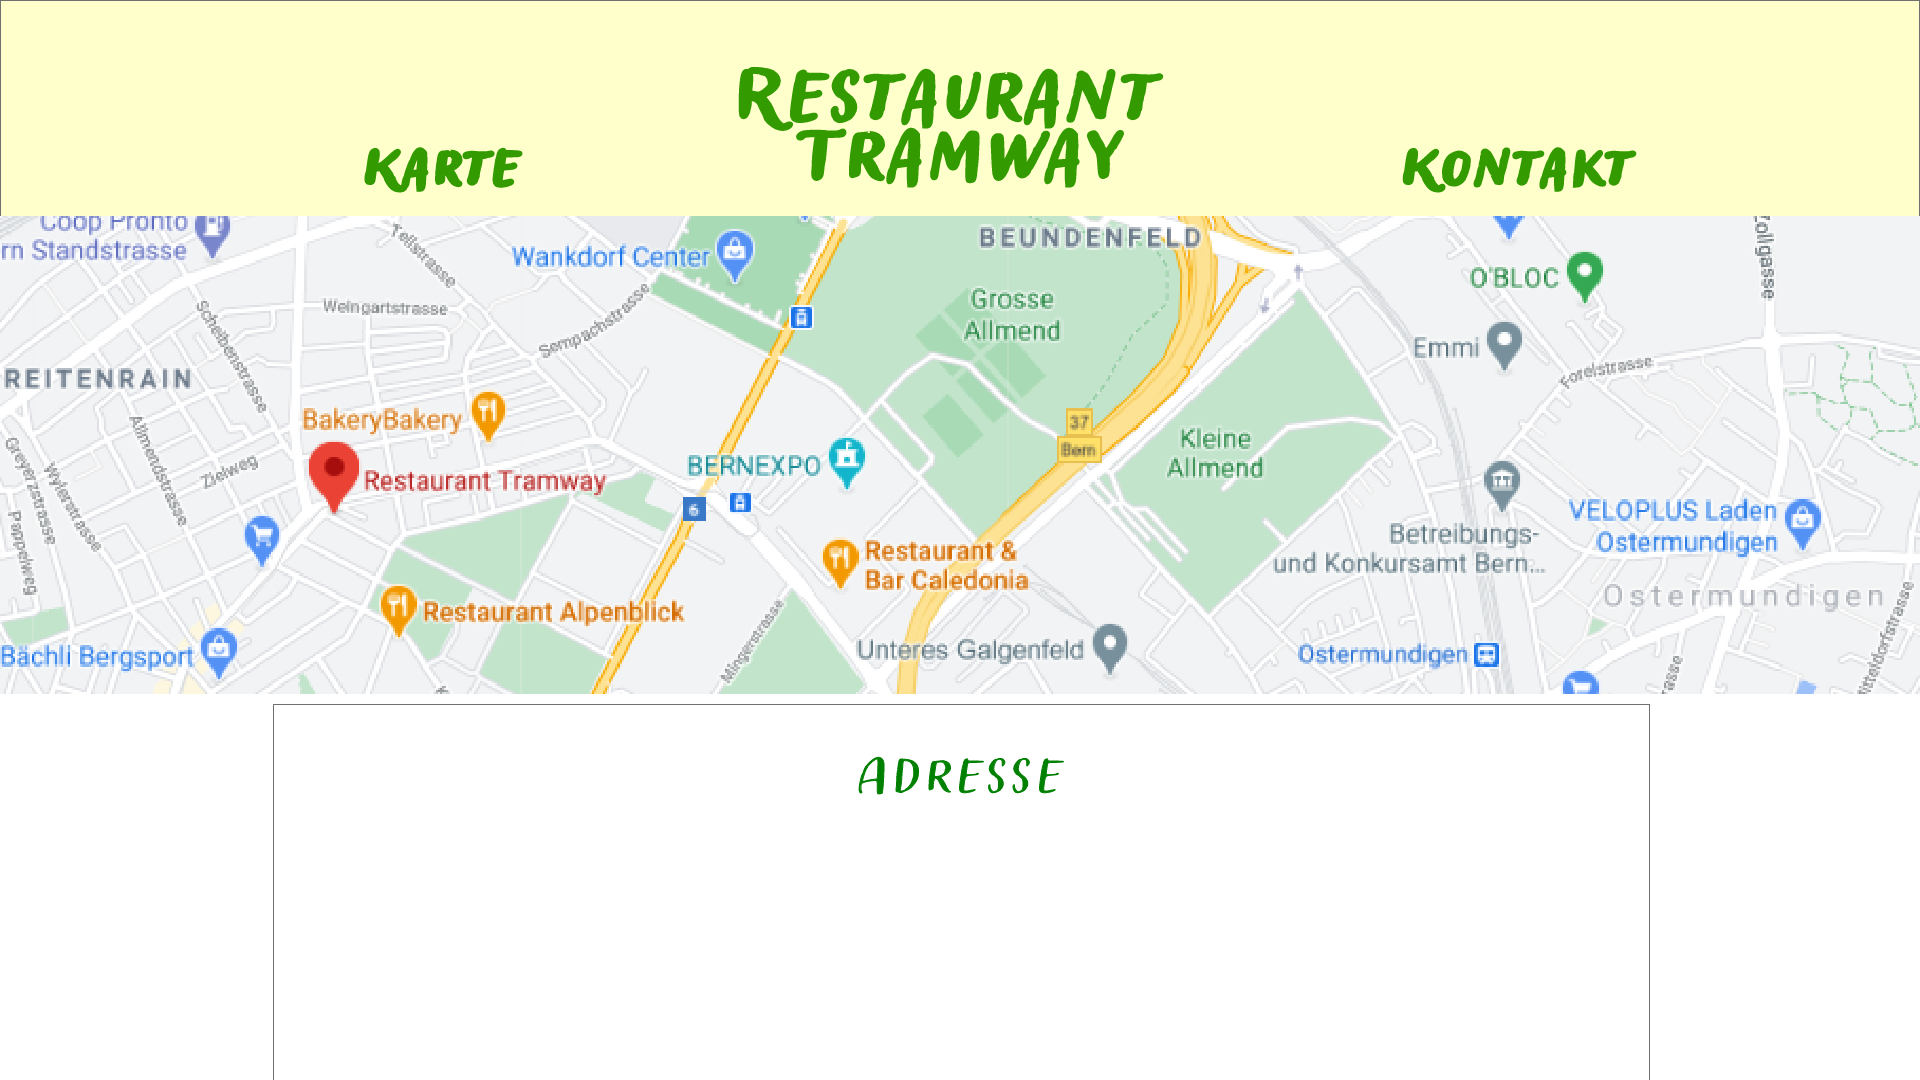 RESTAURANT
TRAMWAY
KARTE
KONTAKT
Coop Pronto
rn Standstrasse
Tellstrasse
Wankdorf Center
BEUNDENFELD
O'BLOC
Zollgasse
Weingartstrasse
Scheibenstrasse
Sempachstrasse
Grosse
Allmend
Emmi
Forelstrasse
REITENRAIN
BakeryBakery
37
Bern
Kleine
Allmend
Allmendstrasse
Greyerzstrasse
Wylerstrasse
Zielweg
Restaurant Tramway
BERNEXPO
6
Pappelweg
VELOPLUS Laden
Ostermundigen
Betreibungs-
und Konkursamt Bern...
Restaurant &
Bar Caledonia
Restaurant Alpenblick
Ostermundigen
Mingerstrasse
Bächli Bergsport
Unteres Galgenfeld
Ostermundigen
rasse
itteldorfstrasse
K
ADRESSE